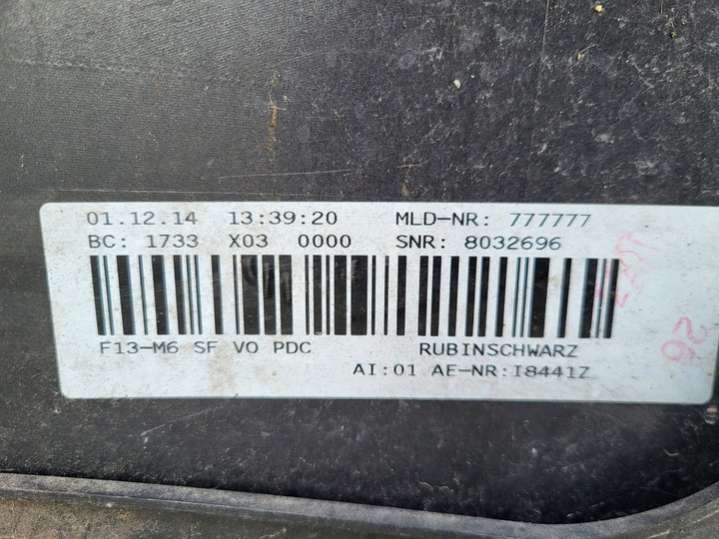 01.12.14 13:39:20 MLD-NR: 777777
BC: 1733 X03 0000 SNR: 8032696
F13-M6 SF VO PDC RUBINSCHWARZ
AI:01 AE-NR:I8441Z
26